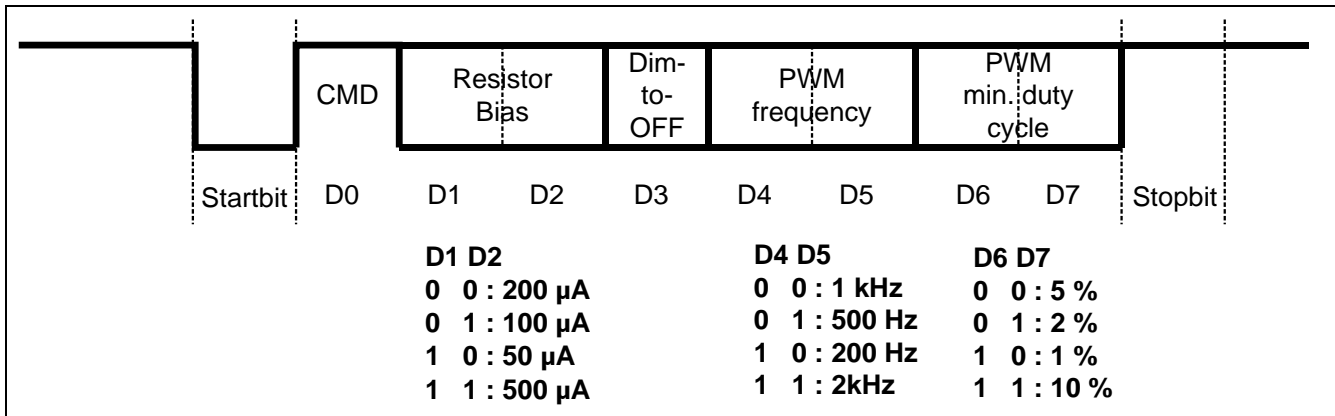 CMD
Resistor
Bias
Dim-
to-
OFF
PWM
frequency
PWM
min. duty
cycle
Startbit D0 D1 D2 D3 D4 D5 D6 D7 Stopbit
D1 D2
0 0 : 200 µA
0 1 : 100 µA
1 0 : 50 µA
1 1 : 500 µA
D4 D5
0 0 : 1 kHz
0 1 : 500 Hz
1 0 : 200 Hz
1 1 : 2kHz
D6 D7
0 0 : 5 %
0 1 : 2 %
1 0 : 1 %
1 1 : 10 %